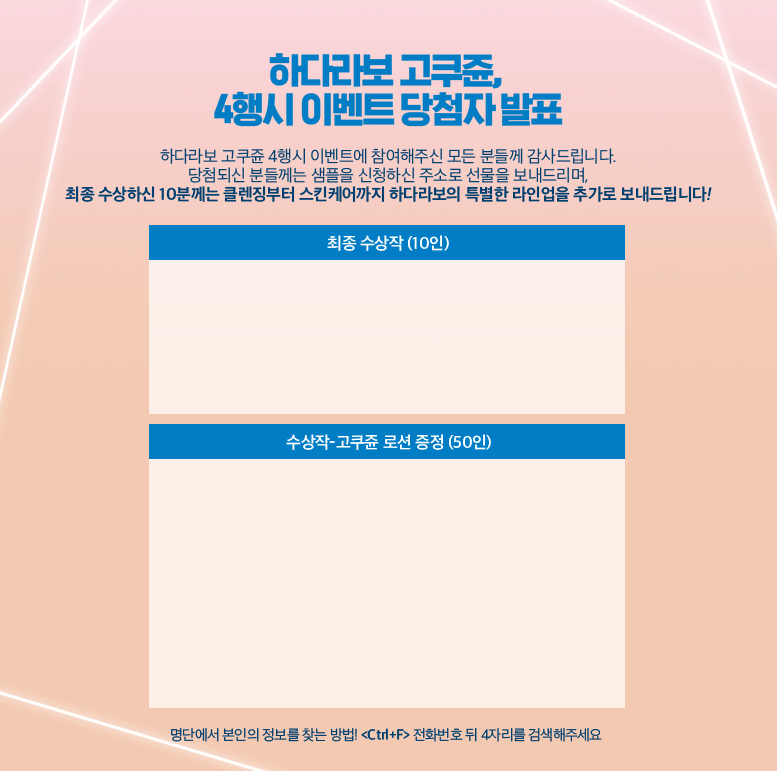 하다라보 고쿠쥰,
4행시 이벤트 당첨자 발표
하다라보 고쿠쥰 4행시 이벤트에 참여해주신 모든 분들께 감사드립니다.
당첨되신 분들께는 샘플을 신청하신 주소로 선물을 보내드리며,
최종 수상하신 10분께는 클렌징부터 스킨케어까지 하다라보의 특별한 라인업을 추가로 보내드립니다!
최종 수상작 (10인)
수상작-고쿠쥰 로션 증정 (50인)
명단에서 본인의 정보를 찾는 방법! <Ctrl+F> 전화번호 뒤 4자리를 검색해주세요